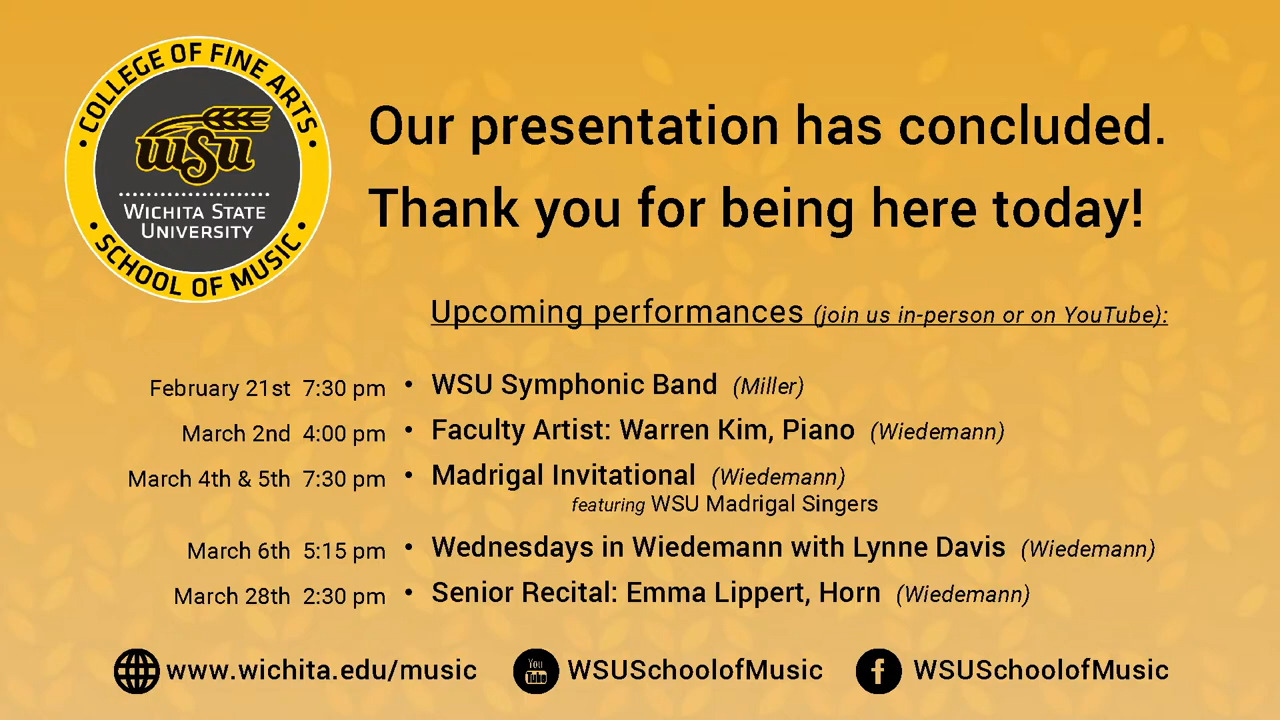 COLLEGE OF FINE ARTS
wsu
WICHITA STATE
UNIVERSITY
SCHOOL OF MUSIC
Our presentation has concluded.
Thank you for being here today!
Upcoming performances (join us in-person or on YouTube):
February 21st 7:30 pm • WSU Symphonic Band (Miller)
March 2nd 4:00 pm • Faculty Artist: Warren Kim, Piano (Wiedemann)
March 4th & 5th 7:30 pm • Madrigal Invitational (Wiedemann)
featuring WSU Madrigal Singers
March 6th 5:15 pm • Wednesdays in Wiedemann with Lynne Davis (Wiedemann)
March 28th 2:30 pm • Senior Recital: Emma Lippert, Horn (Wiedemann)
www.wichita.edu/music You Tube WSUSchoolofMusic f WSUSchoolofMusic